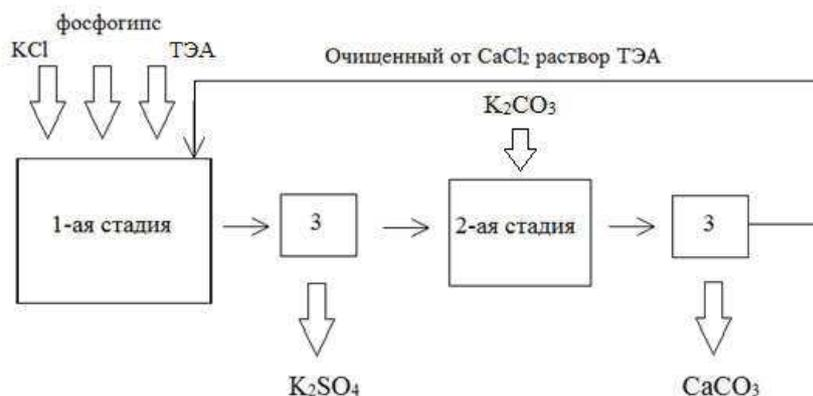 фосфогипс
KCl
ТЭА
Очищенный от CaCl₂ раствор ТЭА
K₂CO₃
1-ая стадия
3
2-ая стадия
3
K₂SO₄
CaCO₃